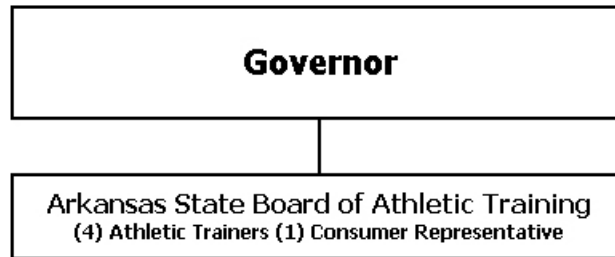 Governor
Arkansas State Board of Athletic Training
(4) Athletic Trainers (1) Consumer Representative